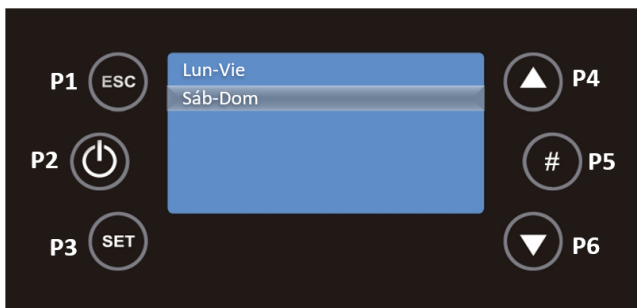 P1 ESC
Lun-Vie
Sáb-Dom
P4
P2
# P5
P3 SET
P6